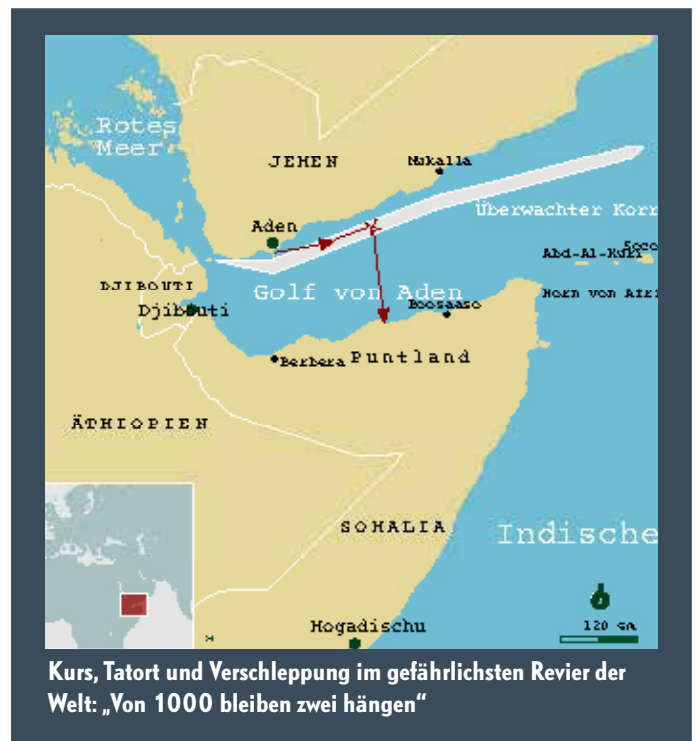 Rotes
Meer
JEMEN
Mukalla
Überwachter Korr
Aden
Abd-Al-Kuri
DJIBOUTI
Golf von Aden
Horn von Afri
Djibouti
Boosaaso
Berbera
Puntland
ÄTHIOPIEN
SOMALIA
Indische
Mogadischu
120 sm
Kurs, Tatort und Verschleppung im gefährlichsten Revier der
Welt: „Von 1000 bleiben zwei hängen“